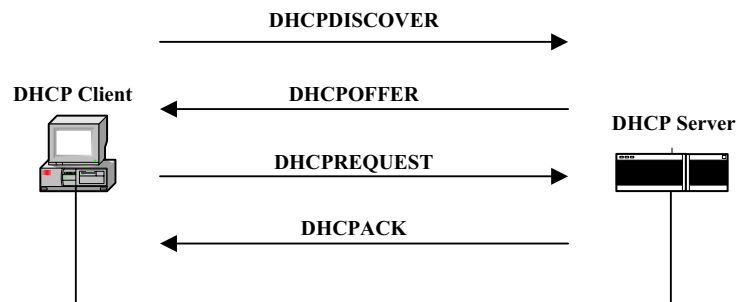 DHCPDISCOVER
DHCP Client
DHCPOFFER
DHCP Server
DHCPREQUEST
DHCPACK